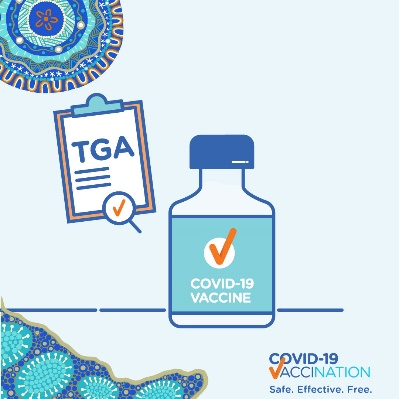 TGA
COVID-19
VACCINE
COVID-19
VACCINATION
Safe. Effective. Free.